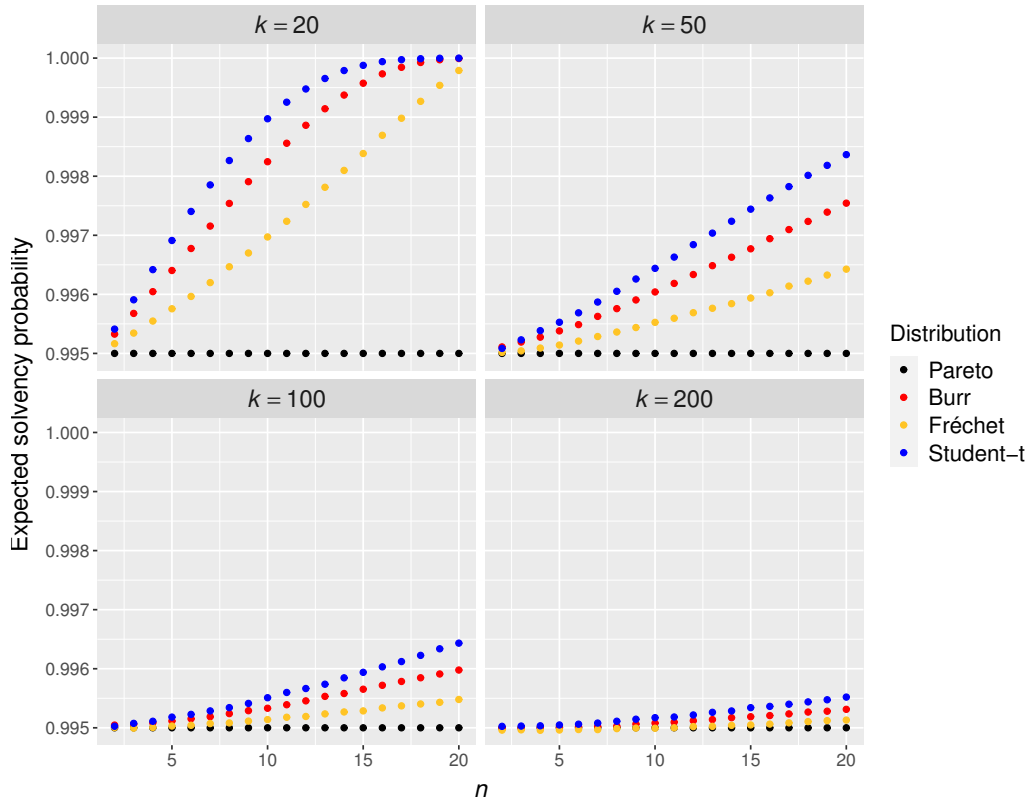 k = 20
k = 50
1.000
0.999
0.998
0.997
0.996
0.995
Expected solvency probability
k = 100
k = 200
1.000
0.999
0.998
0.997
0.996
0.995
5 10 15 20
5 10 15 20
n
Distribution
Pareto
Burr
Fréchet
Student−t